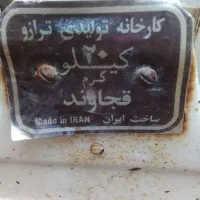 کارخانه تولیدی ترازو
۲۰
کیلو
گرم
قجاوند
ساخت ایران Made in IRAN